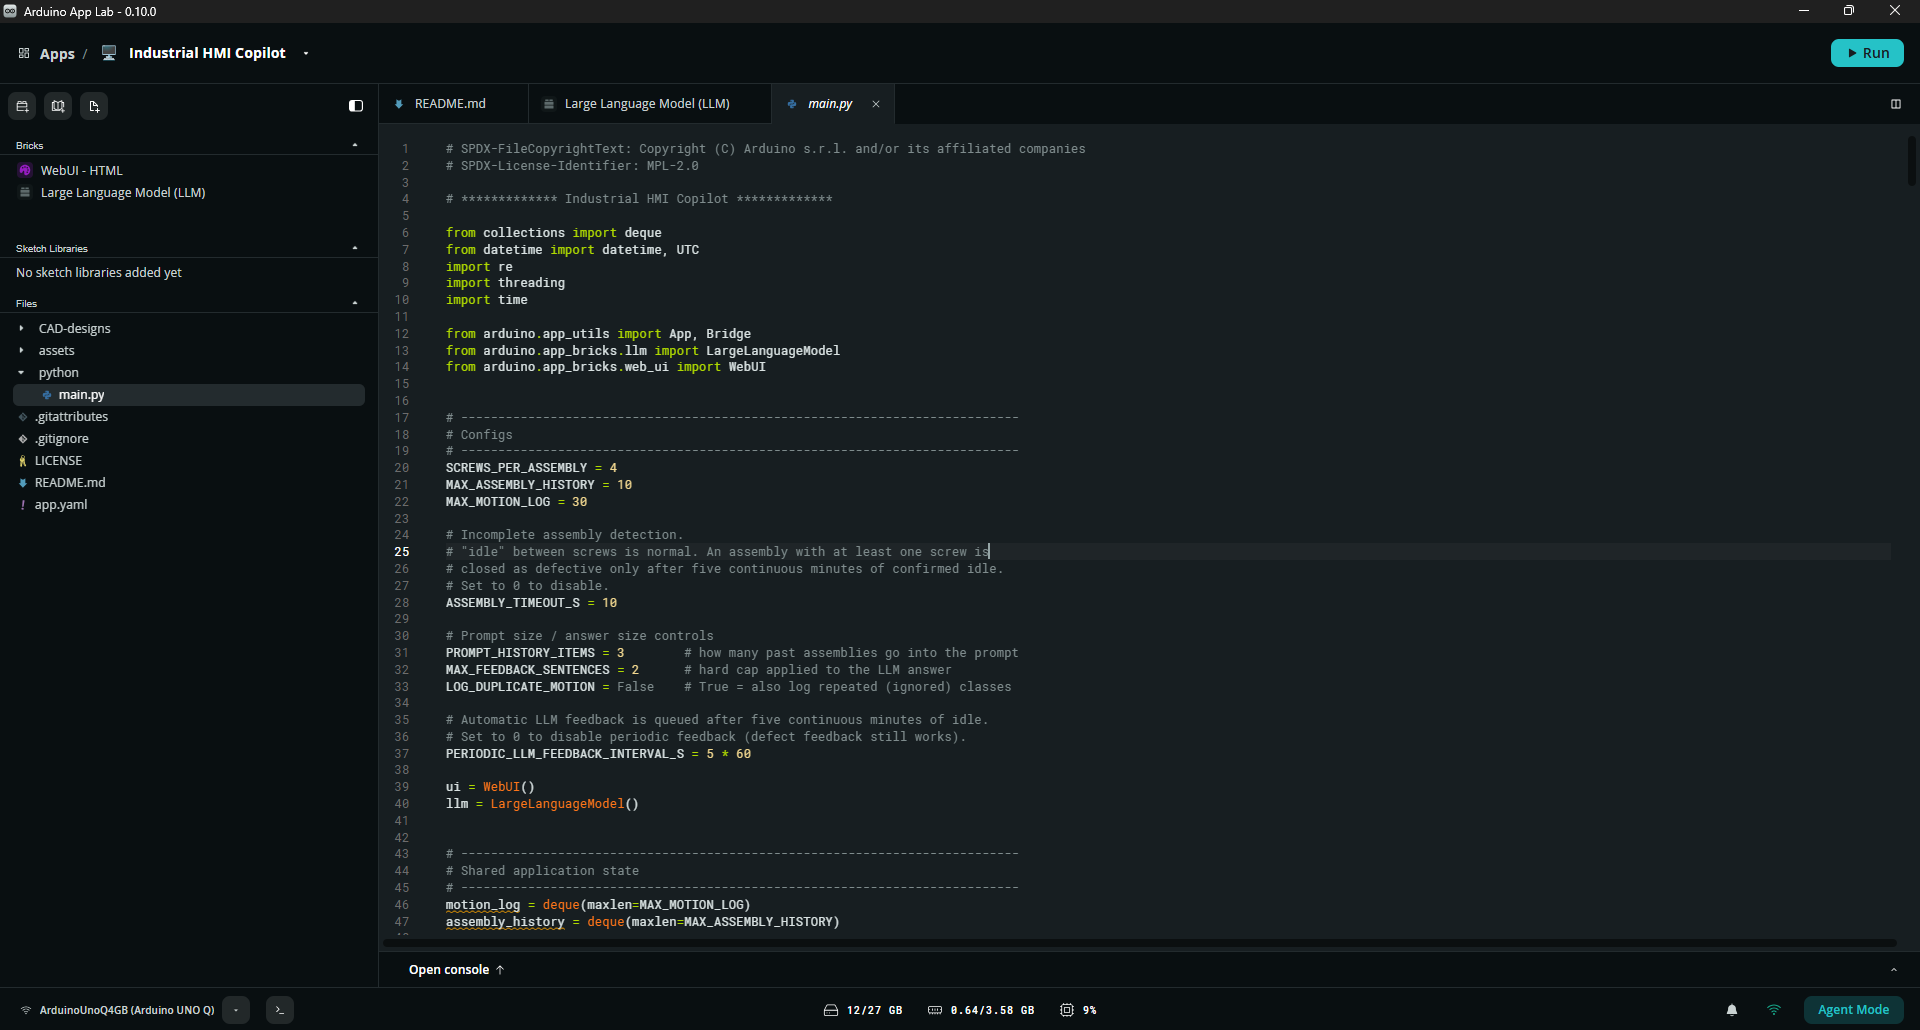 Arduino App Lab - 0.10.0
Apps / Industrial HMI Copilot
Run
README.md
Large Language Model (LLM)
main.py
Bricks
WebUI - HTML
Large Language Model (LLM)
Sketch Libraries
No sketch libraries added yet
Files
CAD-designs
assets
python
main.py
.gitattributes
.gitignore
LICENSE
README.md
! app.yaml
1 # SPDX-FileCopyrightText: Copyright (C) Arduino s.r.l. and/or its affiliated companies
2 # SPDX-License-Identifier: MPL-2.0
3
4 # ************* Industrial HMI Copilot *************
5
6 from collections import deque
7 from datetime import datetime, UTC
8 import re
9 import threading
10 import time
11
12 from arduino.app_utils import App, Bridge
13 from arduino.app_bricks.llm import LargeLanguageModel
14 from arduino.app_bricks.web_ui import WebUI
15
16
17 # ---------------------------------------------------------------------------
18 # Configs
19 # ---------------------------------------------------------------------------
20 SCREWS_PER_ASSEMBLY = 4
21 MAX_ASSEMBLY_HISTORY = 10
22 MAX_MOTION_LOG = 30
23
24 # Incomplete assembly detection.
25 # "idle" between screws is normal. An assembly with at least one screw is
26 # closed as defective only after five continuous minutes of confirmed idle.
27 # Set to 0 to disable.
28 ASSEMBLY_TIMEOUT_S = 10
29
30 # Prompt size / answer size controls
31 PROMPT_HISTORY_ITEMS = 3 # how many past assemblies go into the prompt
32 MAX_FEEDBACK_SENTENCES = 2 # hard cap applied to the LLM answer
33 LOG_DUPLICATE_MOTION = False # True = also log repeated (ignored) classes
34
35 # Automatic LLM feedback is queued after five continuous minutes of idle.
36 # Set to 0 to disable periodic feedback (defect feedback still works).
37 PERIODIC_LLM_FEEDBACK_INTERVAL_S = 5 * 60
38
39 ui = WebUI()
40 llm = LargeLanguageModel()
41
42
43 # ---------------------------------------------------------------------------
44 # Shared application state
45 # ---------------------------------------------------------------------------
46 motion_log = deque(maxlen=MAX_MOTION_LOG)
47 assembly_history = deque(maxlen=MAX_ASSEMBLY_HISTORY)
Open console ↑
ArduinoUnoQ4GB (Arduino UNO Q)
12/27 GB
0.64/3.58 GB
9%
Agent Mode